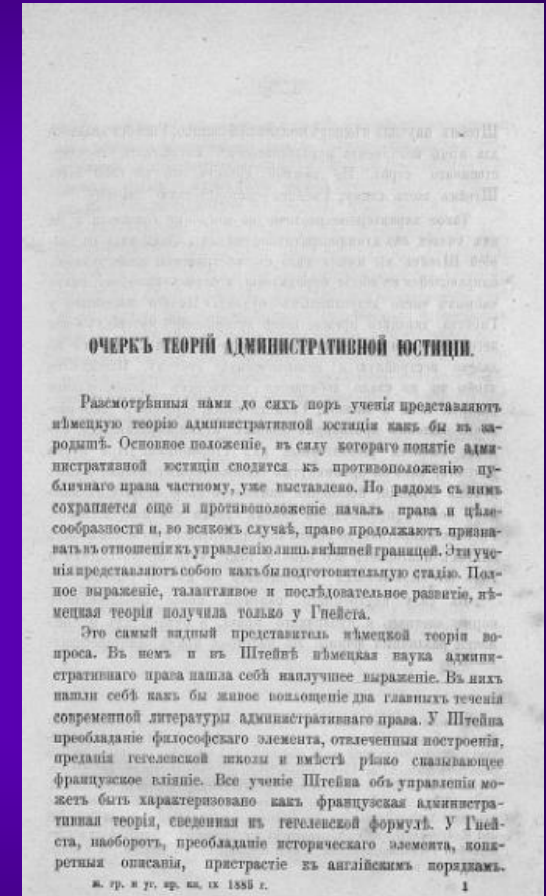 ОЧЕРКЪ ТЕОРІЙ АДМИНИСТРАТИВНОЙ ЮСТИЦІИ.
Разсмотрѣнныя нами до сихъ поръ ученія представляютъ
нѣмецкую теорію административной юстиціи какъ бы въ за-
родышѣ. Основное положеніе, въ силу котораго понятіе адми-
нистративной юстиціи сводится къ противоположенію пу-
бличнаго права частному, уже выставлено. Но рядомъ съ нимъ
сохраняется еще и противоположеніе началъ права и цѣле-
сообразности и, во всякомъ случаѣ, право продолжаютъ призна-
вать въ отношеніи къ управленію лишь внѣшней границей. Эти уче-
нія представляютъ собою какъ бы подготовительную стадію. Пол-
ное выраженіе, талантливое и послѣдовательное развитіе, нѣ-
мецкая теорія получила только у Гнейста.
Это самый видный представитель нѣмецкой теоріи во-
проса. Въ немъ и въ Штейнѣ нѣмецкая наука админи-
стративнаго права нашла себѣ наилучшее выраженіе. Въ нихъ
нашли себѣ какъ бы живое воплощеніе два главныхъ теченія
современной литературы административнаго права. У Штейна
преобладаніе философскаго элемента, отвлеченныя построенія,
преданія гегелевской школы и вмѣстѣ рѣзко сказывающее
французское вліяніе. Все ученіе Штейна объ управленіи мо-
жетъ быть характеризовано какъ французская администра-
тивная теорія, сведенная къ гегелевской формулѣ. У Гней-
ста, наоборотъ, преобладаніе историческаго элемента, конк-
ретныя описанія, пристрастіе къ англійскимъ порядкамъ.
ж. гр. и уг. пр. кн. ІХ 1885 г. 1